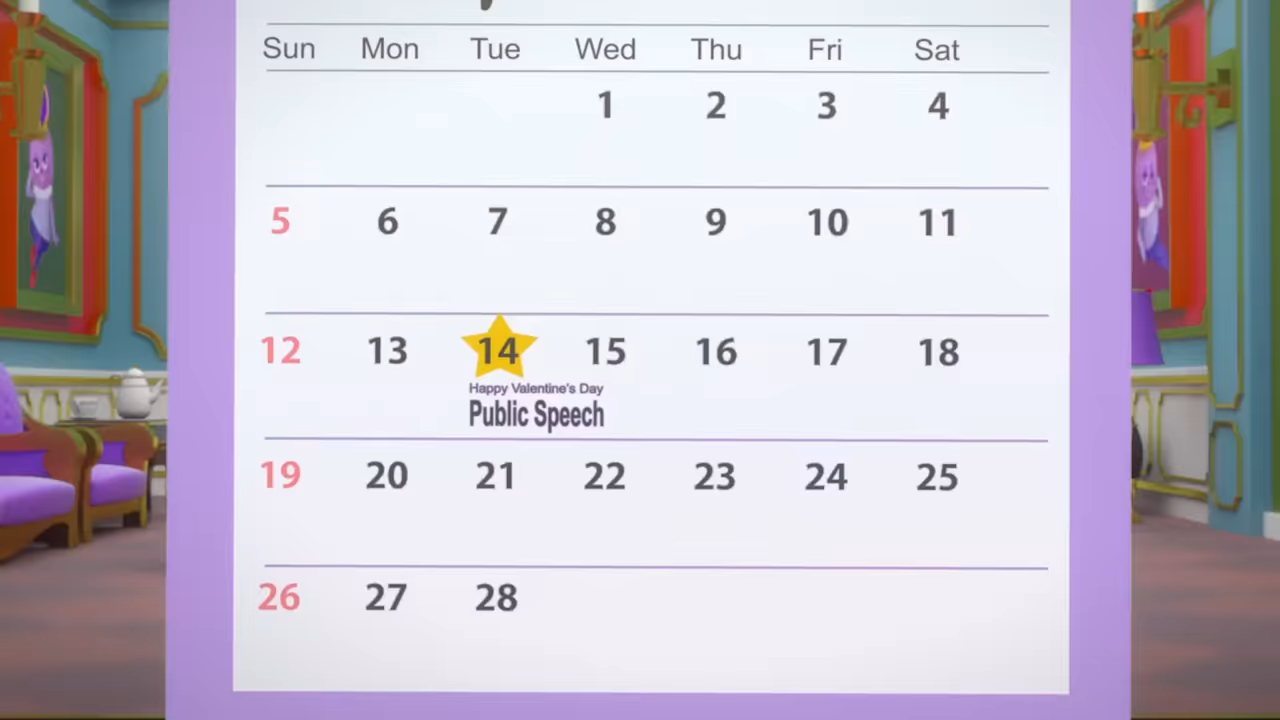 Sun Mon Tue Wed Thu Fri Sat
1 2 3 4
5 6 7 8 9 10 11
12 13 14 15 16 17 18
Happy Valentine's Day
Public Speech
19 20 21 22 23 24 25
26 27 28